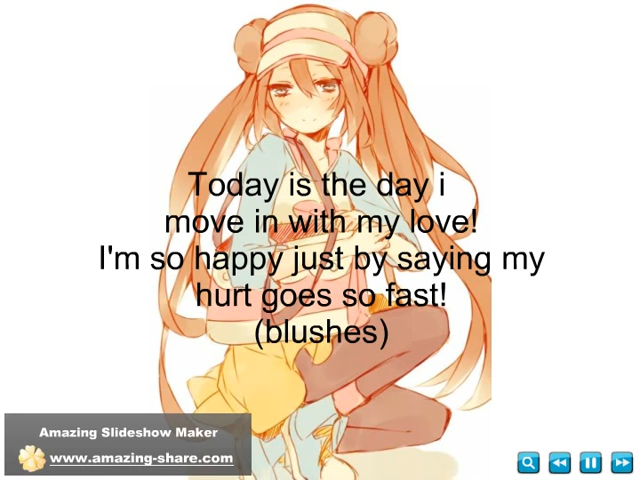 Today is the day i
move in with my love!
I'm so happy just by saying my
hurt goes so fast!
(blushes)
Amazing Slideshow Maker
www.amazing-share.com